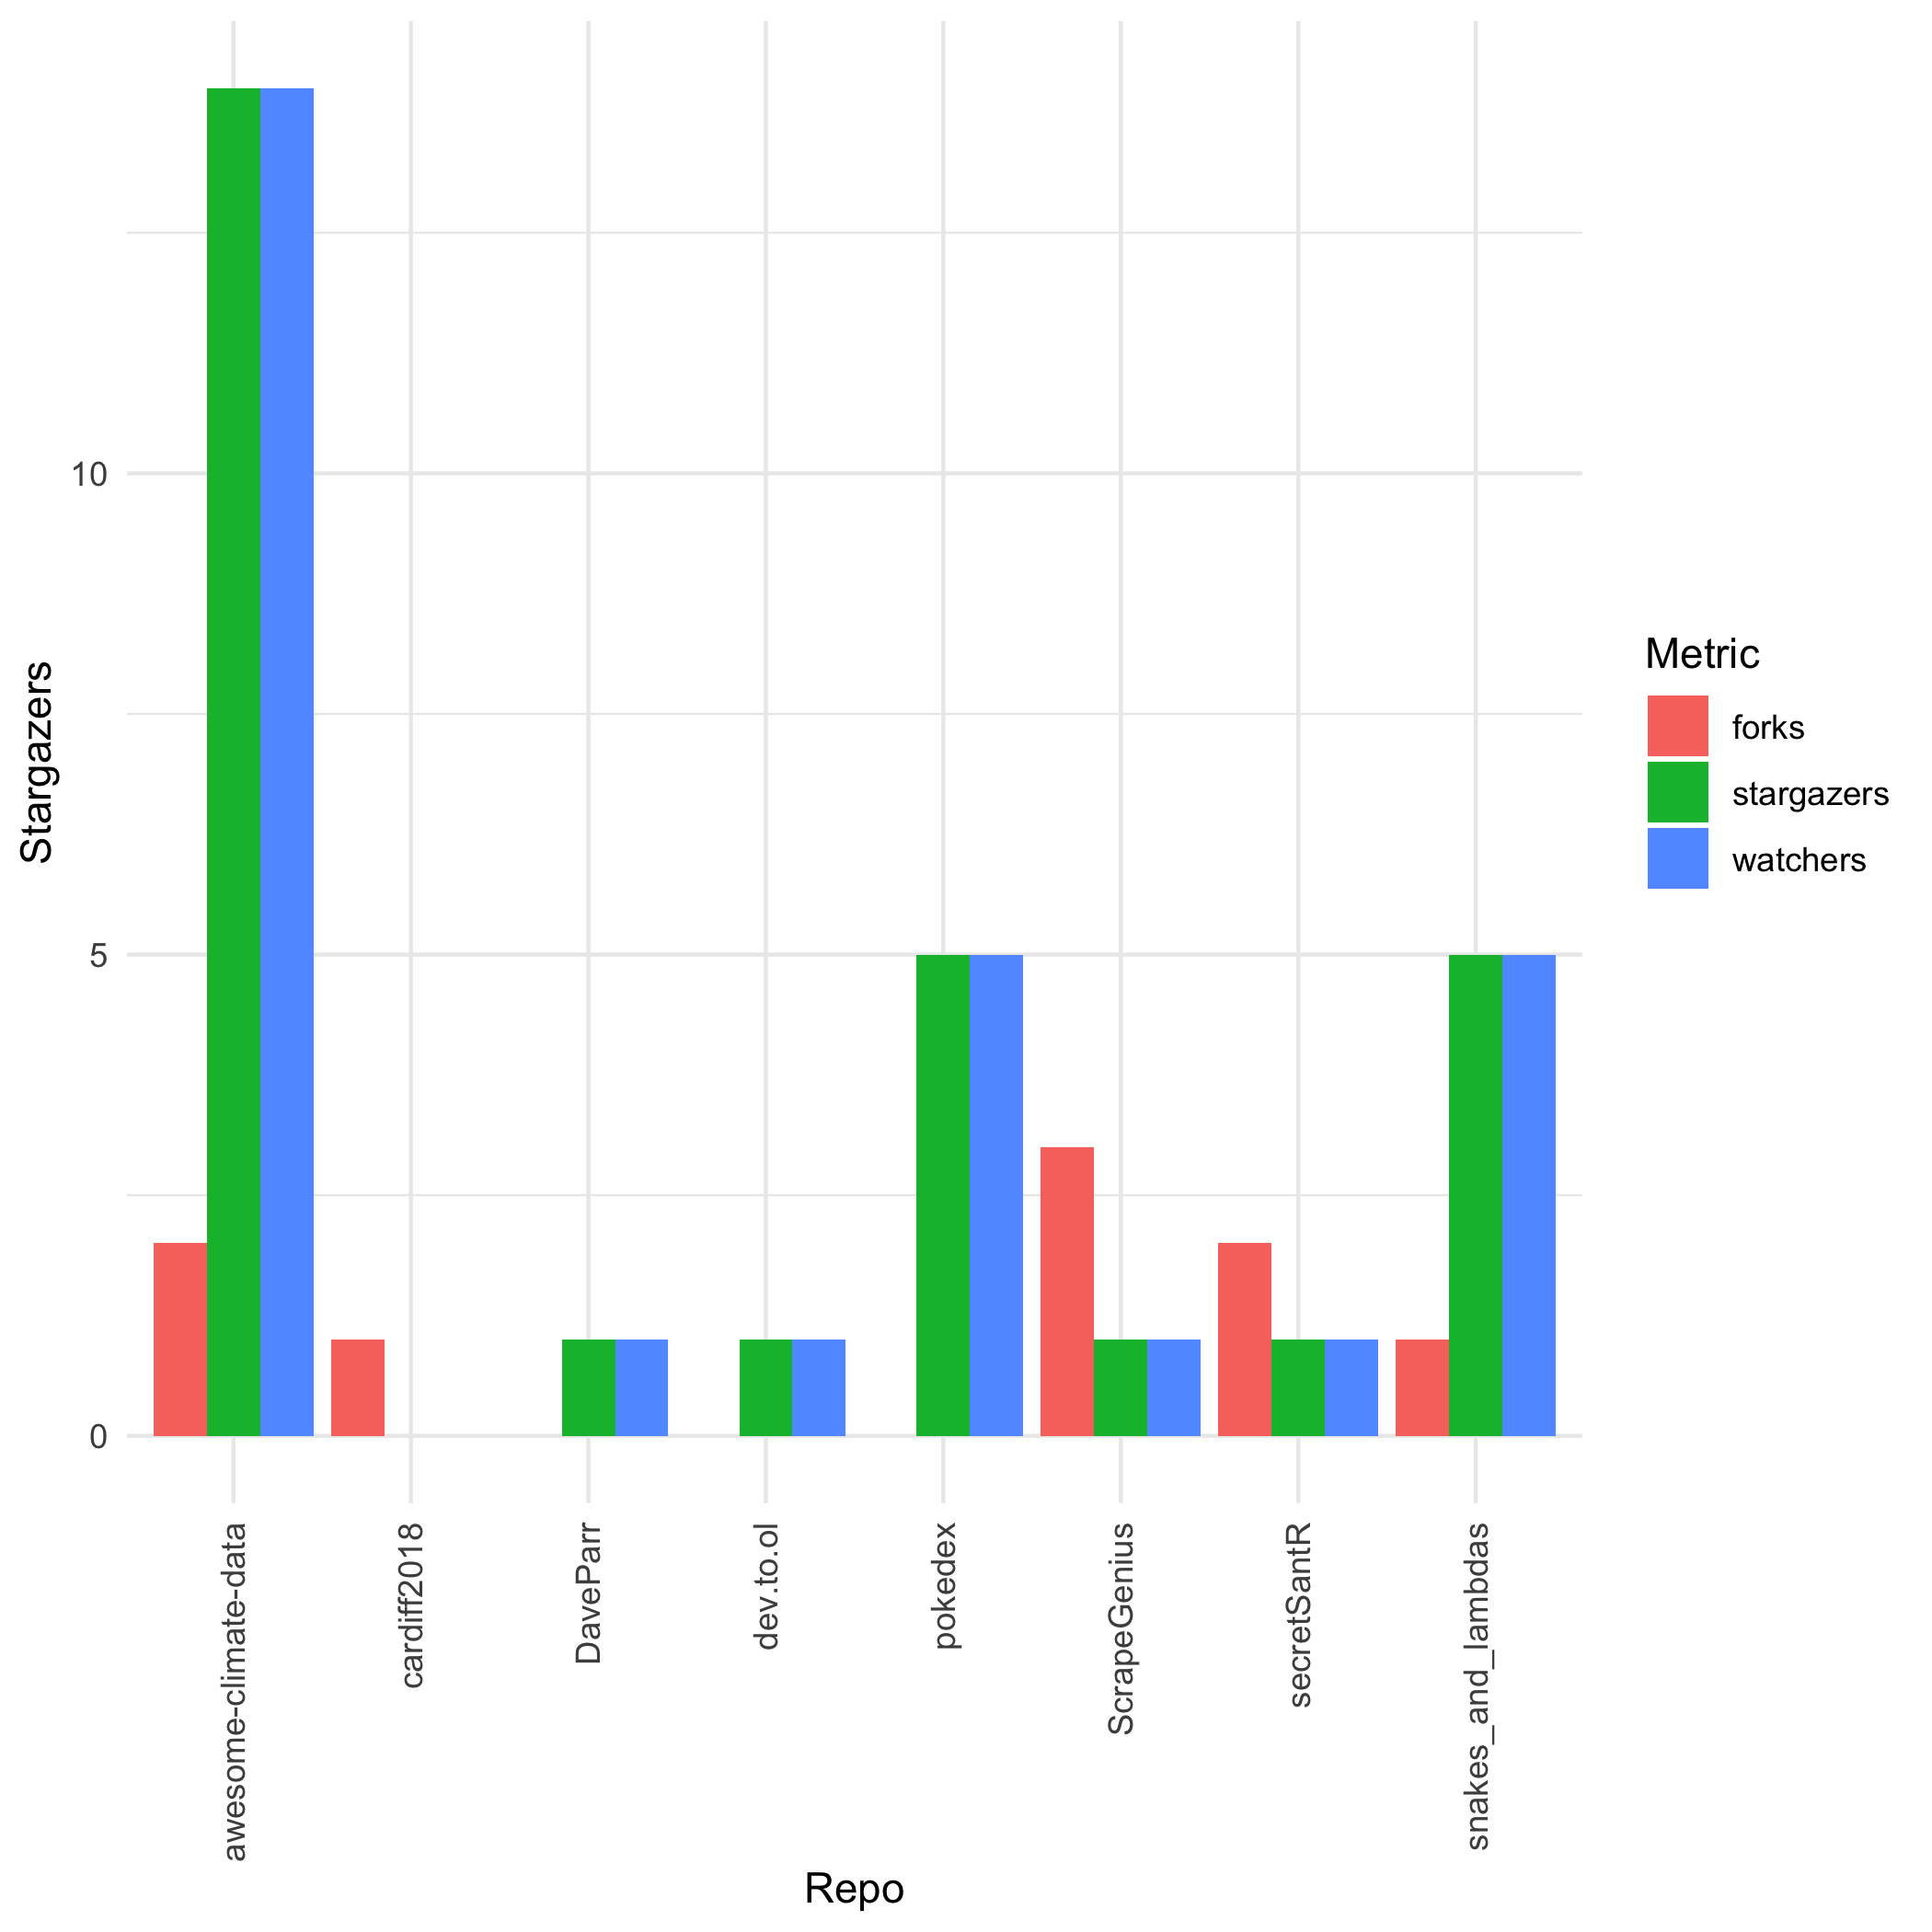 Stargazers
10
5
0
awesome-climate-data
cardiff2018
DaveParr
dev.to.ol
pokedex
ScrapeGenius
secretSantR
snakes_and_lambdas
Repo
Metric
forks
stargazers
watchers